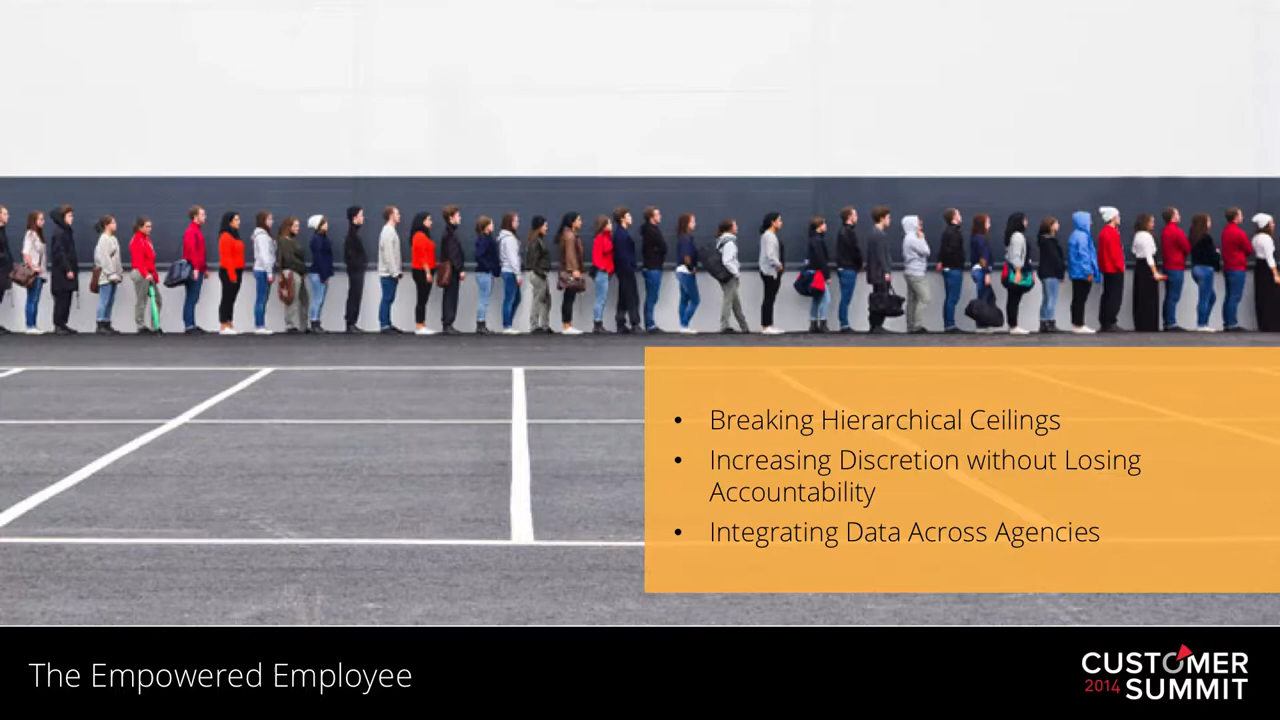 • Breaking Hierarchical Ceilings
• Increasing Discretion without Losing
Accountability
• Integrating Data Across Agencies
The Empowered Employee
CUSTOMER
2014 SUMMIT